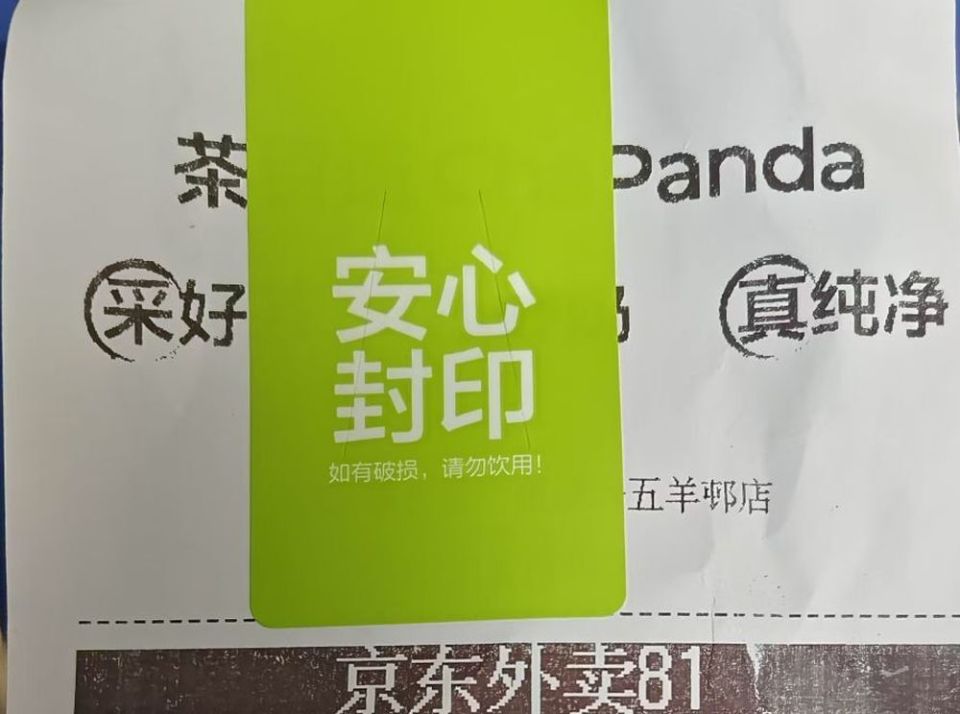 茶 Panda
采好 真纯净
安心
封印
如有破损，请勿饮用！
五羊邨店
京东外卖81